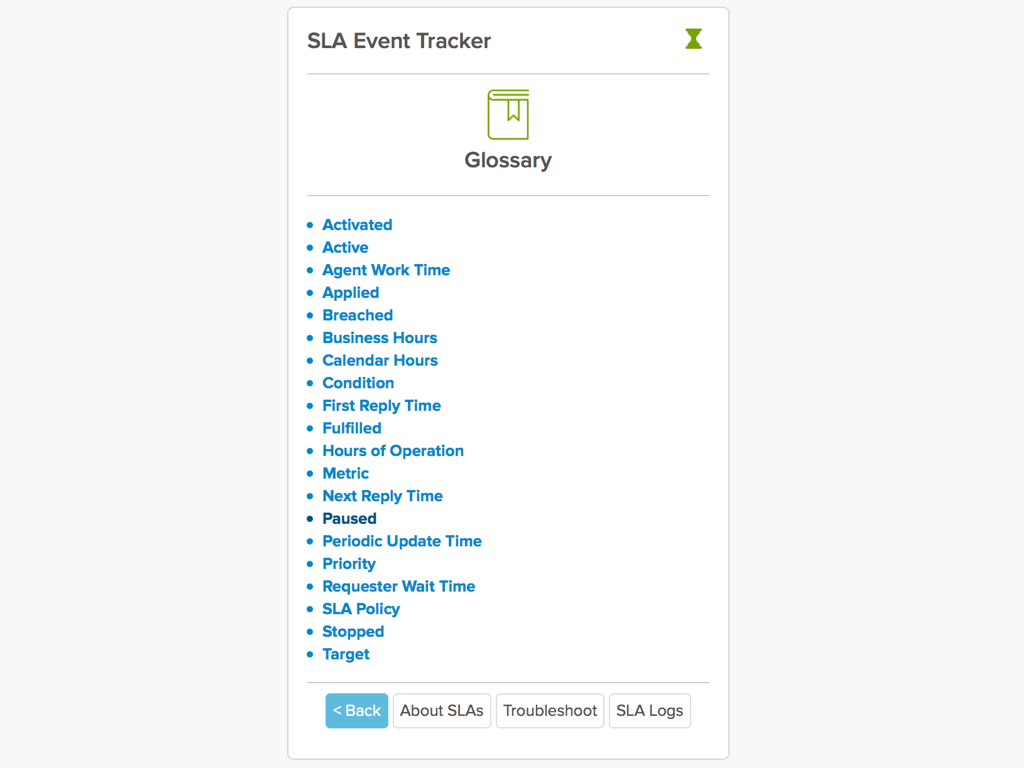 SLA Event Tracker
Glossary
Activated
Active
Agent Work Time
Applied
Breached
Business Hours
Calendar Hours
Condition
First Reply Time
Fulfilled
Hours of Operation
Metric
Next Reply Time
Paused
Periodic Update Time
Priority
Requester Wait Time
SLA Policy
Stopped
Target
< Back About SLAs Troubleshoot SLA Logs